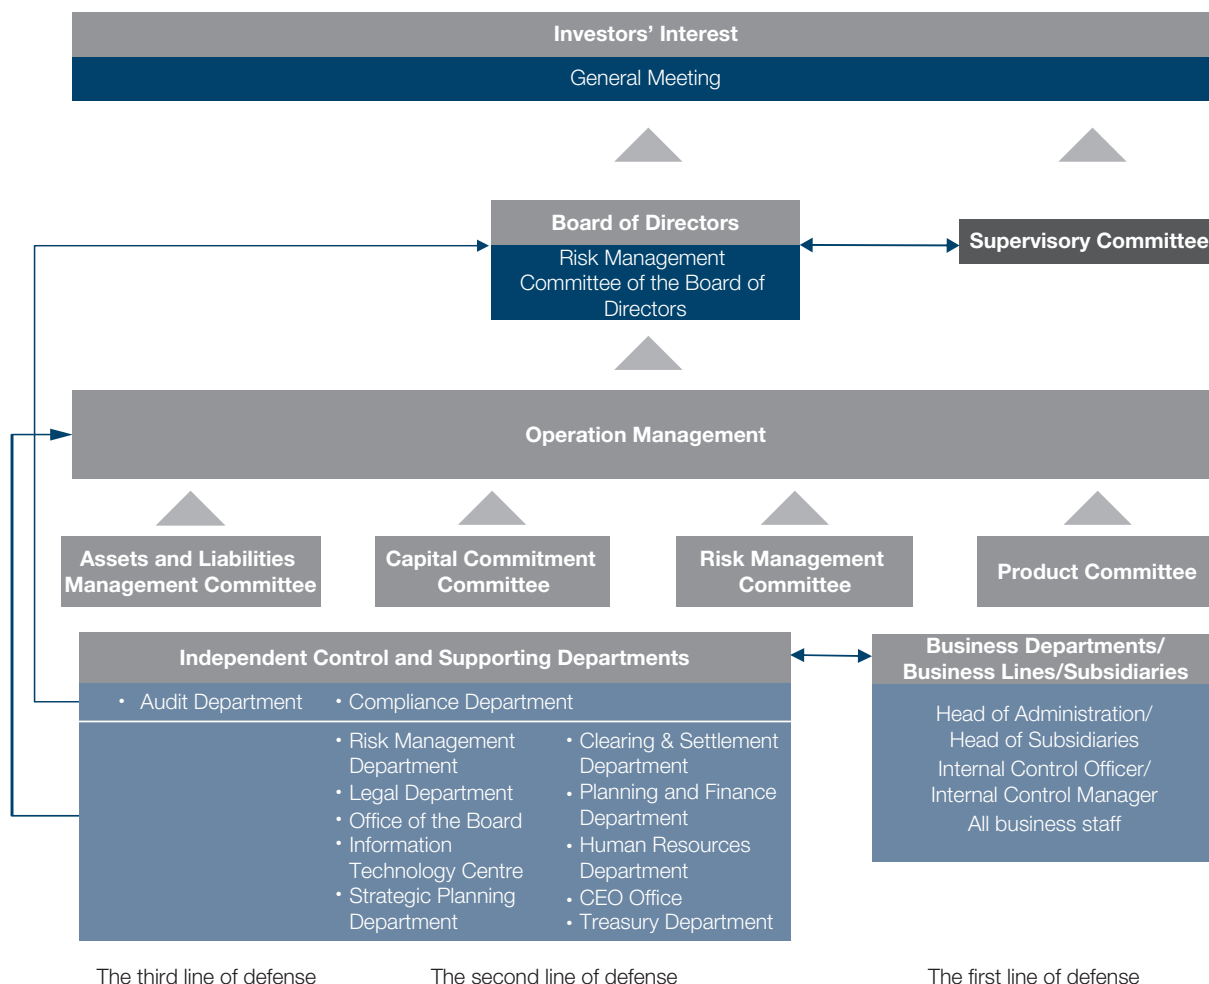 Investors’ Interest
General Meeting
Board of Directors
Risk Management
Committee of the Board of
Directors
Supervisory Committee
Operation Management
Assets and Liabilities
Management Committee
Capital Commitment
Committee
Risk Management
Committee
Product Committee
Independent Control and Supporting Departments
• Audit Department
• Compliance Department
• Risk Management
Department
• Legal Department
• Office of the Board
• Information
Technology Centre
• Strategic Planning
Department
• Clearing & Settlement
Department
• Planning and Finance
Department
• Human Resources
Department
• CEO Office
• Treasury Department
Business Departments/
Business Lines/Subsidiaries
Head of Administration/
Head of Subsidiaries
Internal Control Officer/
Internal Control Manager
All business staff
The third line of defense
The second line of defense
The first line of defense